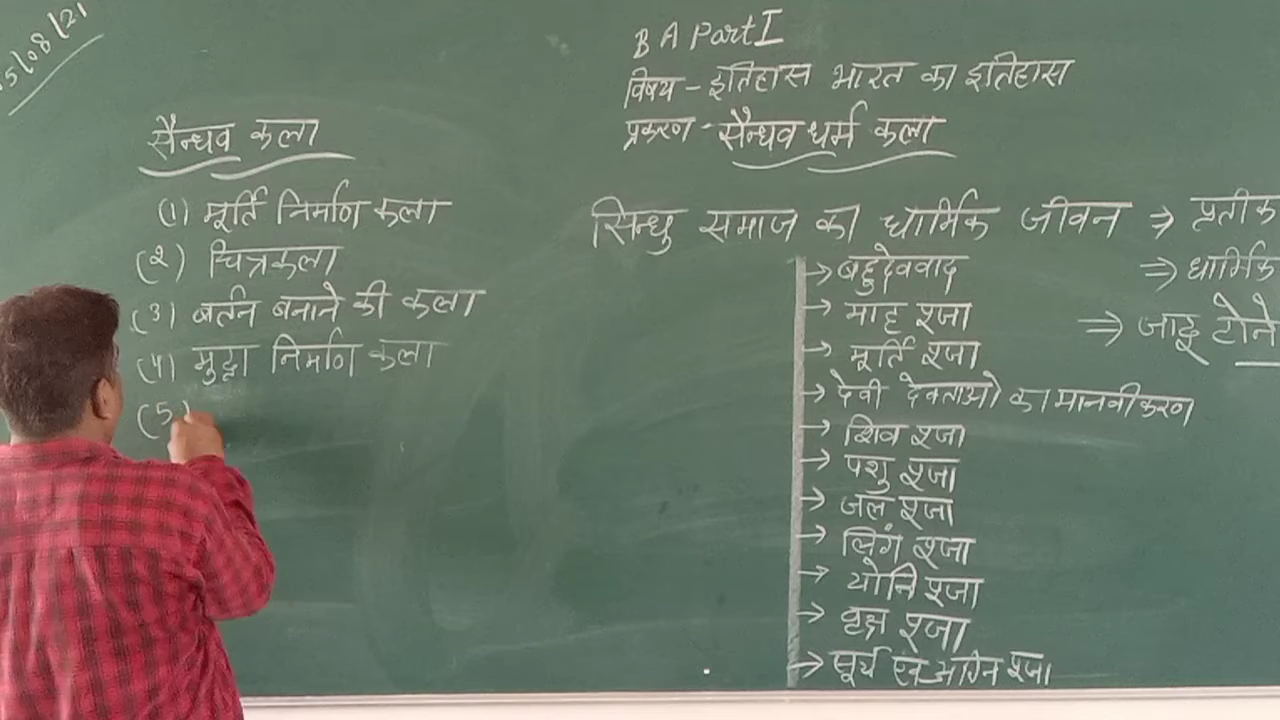 5/08/21
B A Part I
विषय - इतिहास भारत का इतिहास
प्रकरण - सैन्धव धर्म कला
सैन्धव कला
(1) मूर्ति निर्माण कला
(२) चित्रकला
(3) बर्तन बनाने की कला
(4) मुद्रा निर्माण कला
(5)
सिन्धु समाज का धार्मिक जीवन ⇒ प्रतीक
→ बहुदेववाद ⇒ धार्मिक
→ मातृ पूजा ⇒ जादू टोने
→ मूर्ति पूजा
→ देवी देवताओ का मानवीकरण
→ शिव पूजा
→ पशु पूजा
→ जल पूजा
→ लिंग पूजा
→ योनि पूजा
→ वृक्ष पूजा
→ सूर्य एवं अग्नि पूजा